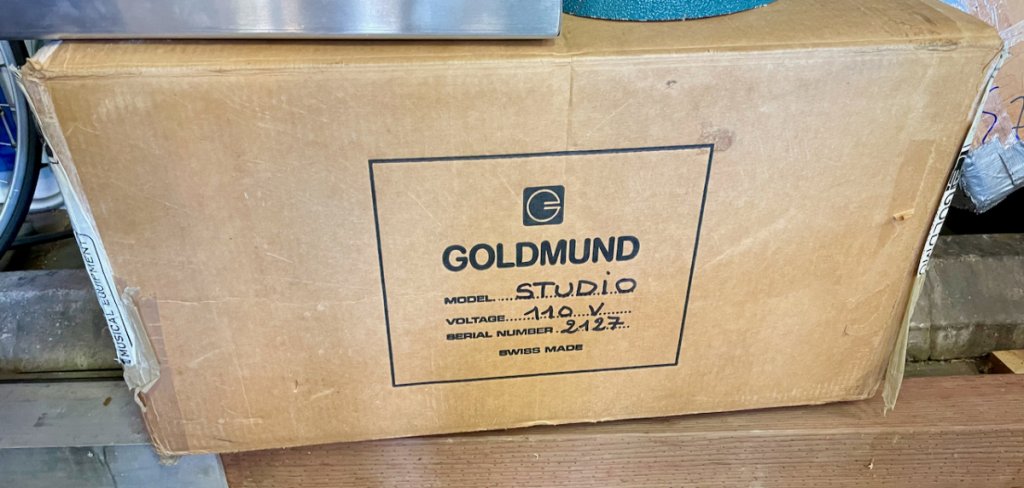 GOLDMUND
MODEL......STUDiO
VOLTAGE......110 V......
SERIAL NUMBER.2127...
SWISS MADE
MUSICAL EQUIPMENT